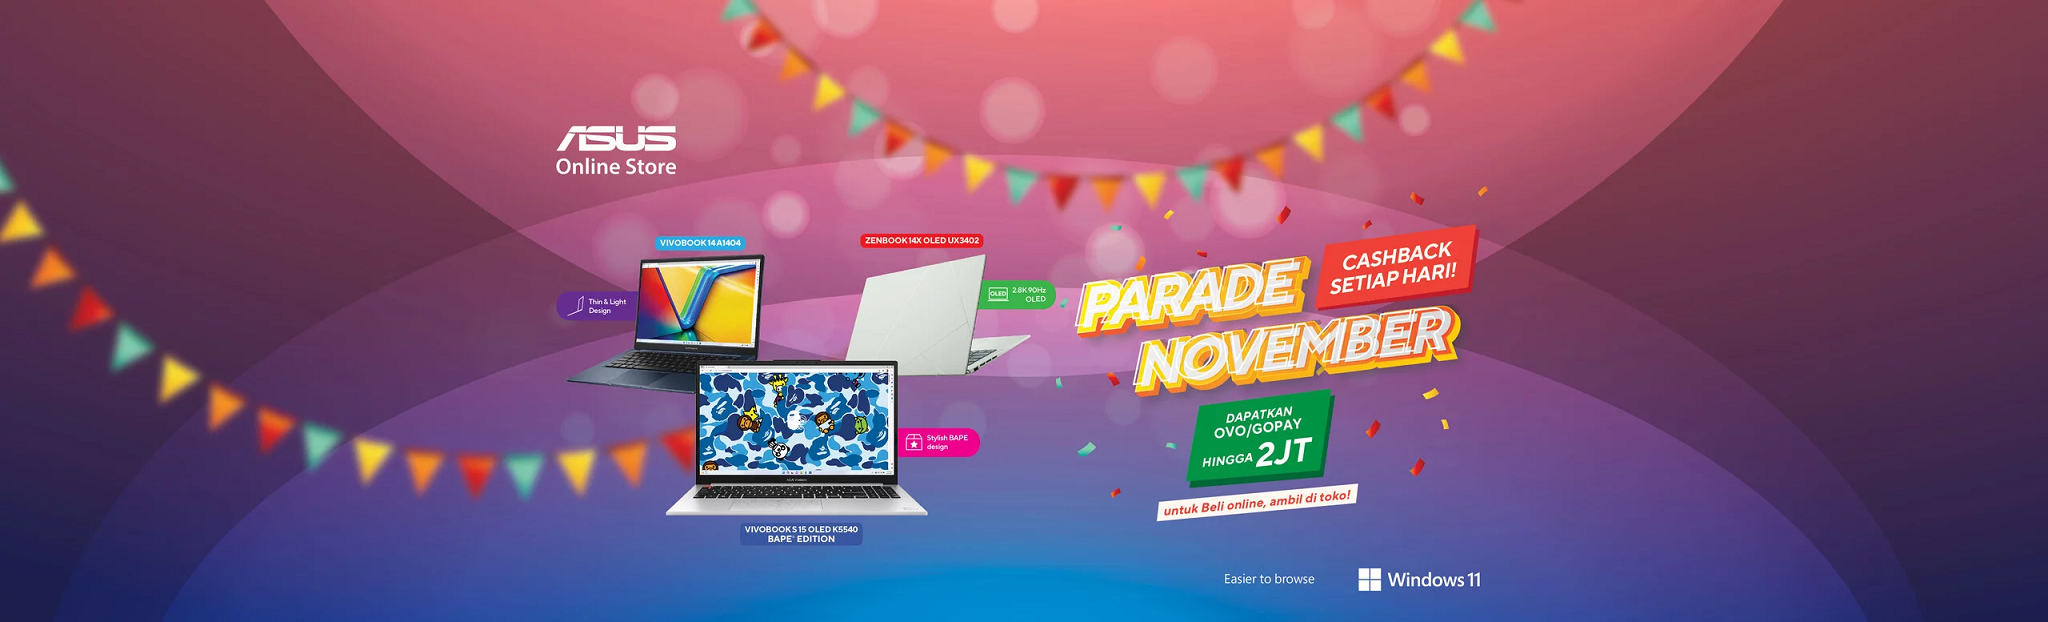 ASUS
Online Store
VIVOBOOK 14 A1404
Thin & Light
Design
ZENBOOK 14X OLED UX3402
OLED
2.8K 90Hz
OLED
Stylish BAPE
design
VIVOBOOK S 15 OLED K5540
BAPE® EDITION
PARADE
NOVEMBER
CASHBACK
SETIAP HARI!
DAPATKAN
OVO/GOPAY
HINGGA 2JT
untuk Beli online, ambil di toko!
Easier to browse
Windows 11